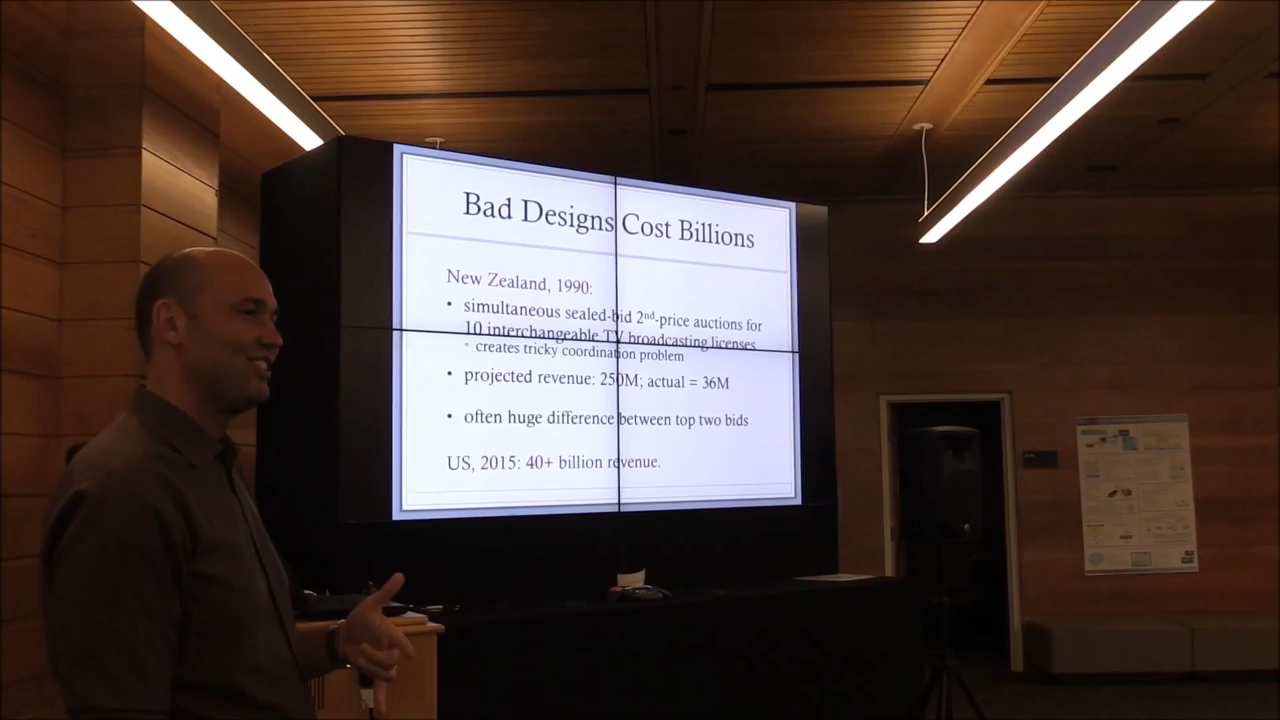 Bad Designs Cost Billions
New Zealand, 1990:
• simultaneous sealed-bid 2nd-price auctions for
10 interchangeable TV broadcasting licenses
• creates tricky coordination problem
• projected revenue: 250M; actual = 36M
• often huge difference between top two bids
US, 2015: 40+ billion revenue.